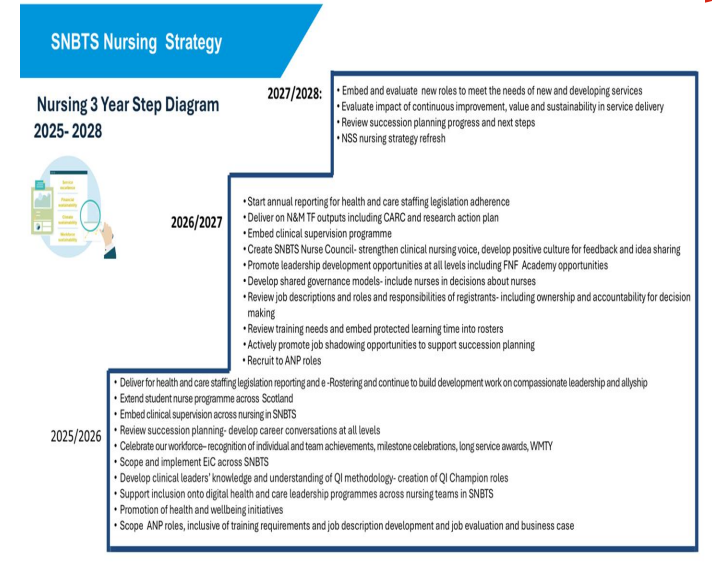 SNBTS Nursing Strategy
Nursing 3 Year Step Diagram
2025- 2028
2027/2028:
• Embed and evaluate new roles to meet the needs of new and developing services
• Evaluate impact of continuous improvement, value and sustainability in service delivery
• Review succession planning progress and next steps
• NSS nursing strategy refresh
2026/2027
• Start annual reporting for health and care staffing legislation adherence
• Deliver on N&M TF outputs including CARC and research action plan
• Embed clinical supervision programme
• Create SNBTS Nurse Council- strengthen clinical nursing voice, develop positive culture for feedback and idea sharing
• Promote leadership development opportunities at all levels including FNF Academy opportunities
• Develop shared governance models- include nurses in decisions about nurses
• Review job descriptions and roles and responsibilities of registrants- including ownership and accountability for decision
making
• Review training needs and embed protected learning time into rosters
• Actively promote job shadowing opportunities to support succession planning
• Recruit to ANP roles
2025/2026
• Deliver for health and care staffing legislation reporting and e -Rostering and continue to build development work on compassionate leadership and allyship
• Extend student nurse programme across Scotland
• Embed clinical supervision across nursing in SNBTS
• Review succession planning- develop career conversations at all levels
• Celebrate our workforce– recognition of individual and team achievements, milestone celebrations, long service awards, WMTY
• Scope and implement EiC across SNBTS
• Develop clinical leaders' knowledge and understanding of QI methodology- creation of QI Champion roles
• Support inclusion onto digital health and care leadership programmes across nursing teams in SNBTS
• Promotion of health and wellbeing initiatives
• Scope ANP roles, inclusive of training requirements and job description development and job evaluation and business case